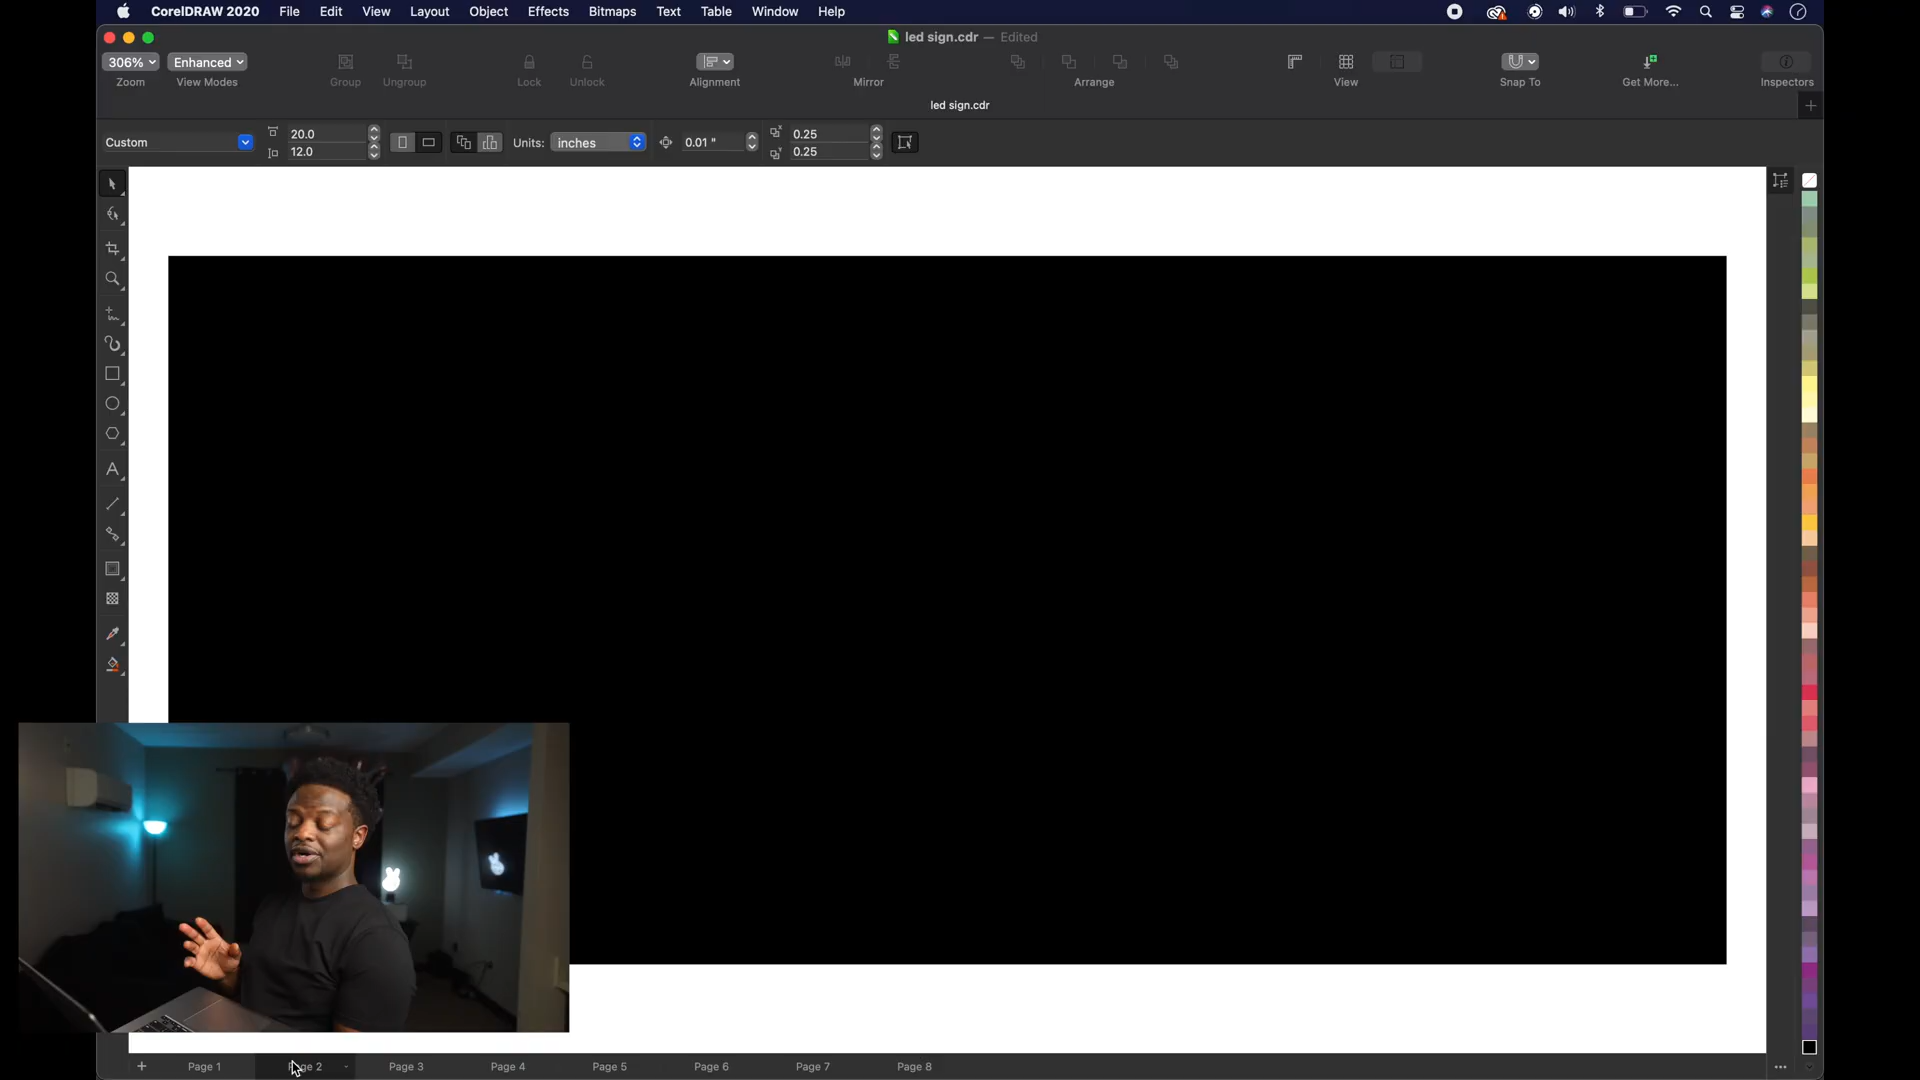 CorelDRAW 2020 File Edit View Layout Object Effects Bitmaps Text Table Window Help
led sign.cdr — Edited
306% Enhanced
Zoom View Modes Group Ungroup Lock Unlock Alignment Mirror Arrange View Snap To Get More... Inspectors
led sign.cdr
Custom 20.0 12.0 Units: inches 0.01 " 0.25 0.25
Page 1 Page 2 Page 3 Page 4 Page 5 Page 6 Page 7 Page 8